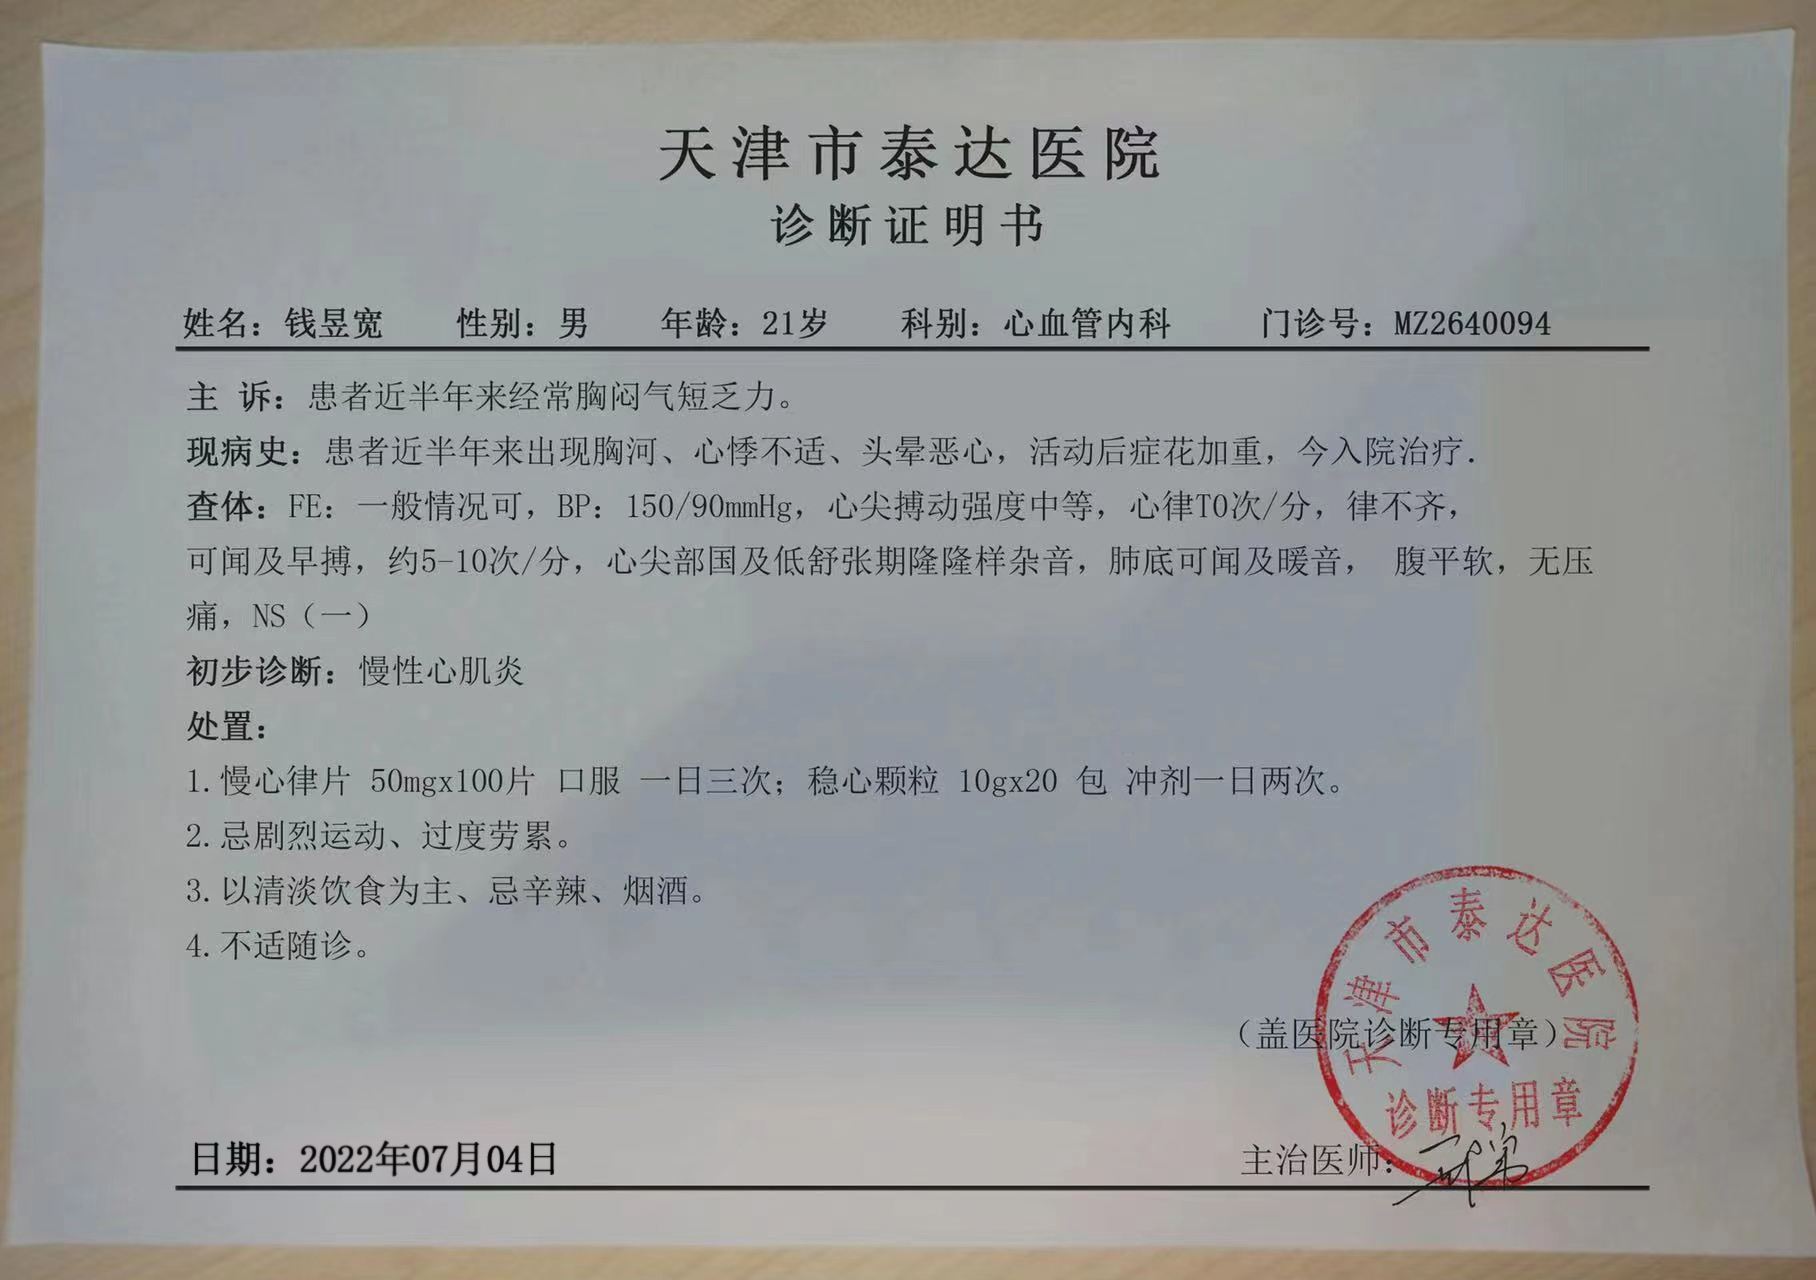 天津市泰达医院
诊断证明书
姓名：钱昱宽 性别：男 年龄：21岁 科别：心血管内科 门诊号：MZ2640094
主 诉：患者近半年来经常胸闷气短乏力。
现病史：患者近半年来出现胸河、心悸不适、头晕恶心，活动后症花加重，今入院治疗.
查体：FE：一般情况可，BP：150/90mmHg，心尖搏动强度中等，心律T0次/分，律不齐，
可闻及早搏，约5-10次/分，心尖部国及低舒张期隆隆样杂音，肺底可闻及暖音， 腹平软，无压
痛，NS（一）
初步诊断：慢性心肌炎
处置：
1.慢心律片 50mgx100片 口服 一日三次；稳心颗粒 10gx20 包 冲剂一日两次。
2.忌剧烈运动、过度劳累。
3.以清淡饮食为主、忌辛辣、烟酒。
4.不适随诊。
天津市泰达医院
（盖医院诊断专用章）
诊断专用章
日期：2022年07月04日 主治医师：